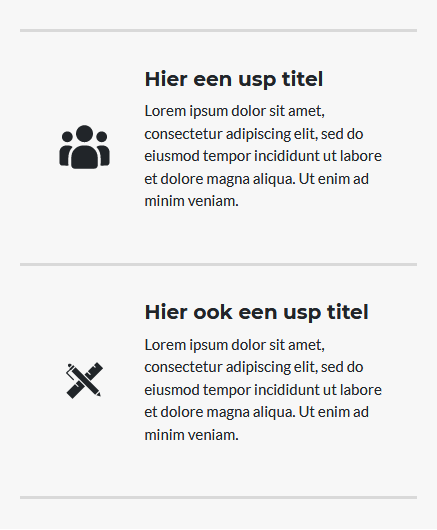 Hier een usp titel
Lorem ipsum dolor sit amet,
consectetur adipiscing elit, sed do
eiusmod tempor incididunt ut labore
et dolore magna aliqua. Ut enim ad
minim veniam.
Hier ook een usp titel
Lorem ipsum dolor sit amet,
consectetur adipiscing elit, sed do
eiusmod tempor incididunt ut labore
et dolore magna aliqua. Ut enim ad
minim veniam.